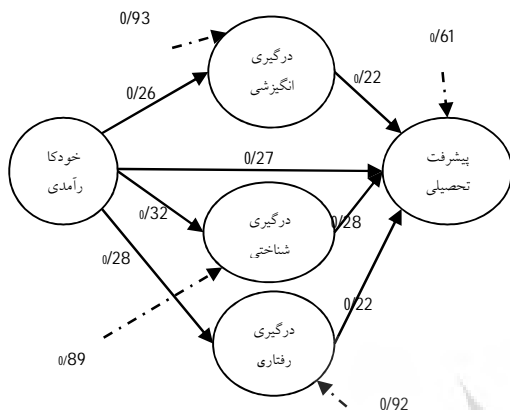 0/93
0/61
درگیری
انگیزشی
0/26
0/22
خودکا
رآمدی
0/27
پیشرفت
تحصیلی
0/32
درگیری
شناختی
0/28
0/28
درگیری
رفتاری
0/22
0/89
0/92